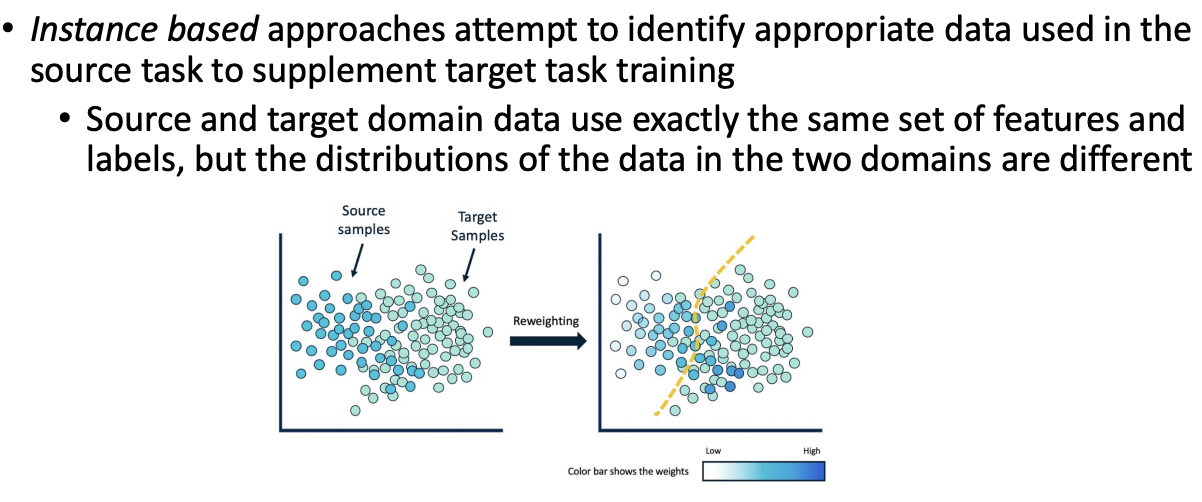 • Instance based approaches attempt to identify appropriate data used in the
source task to supplement target task training
• Source and target domain data use exactly the same set of features and
labels, but the distributions of the data in the two domains are different
Source
samples
Target
Samples
Reweighting
Low
High
Color bar shows the weights